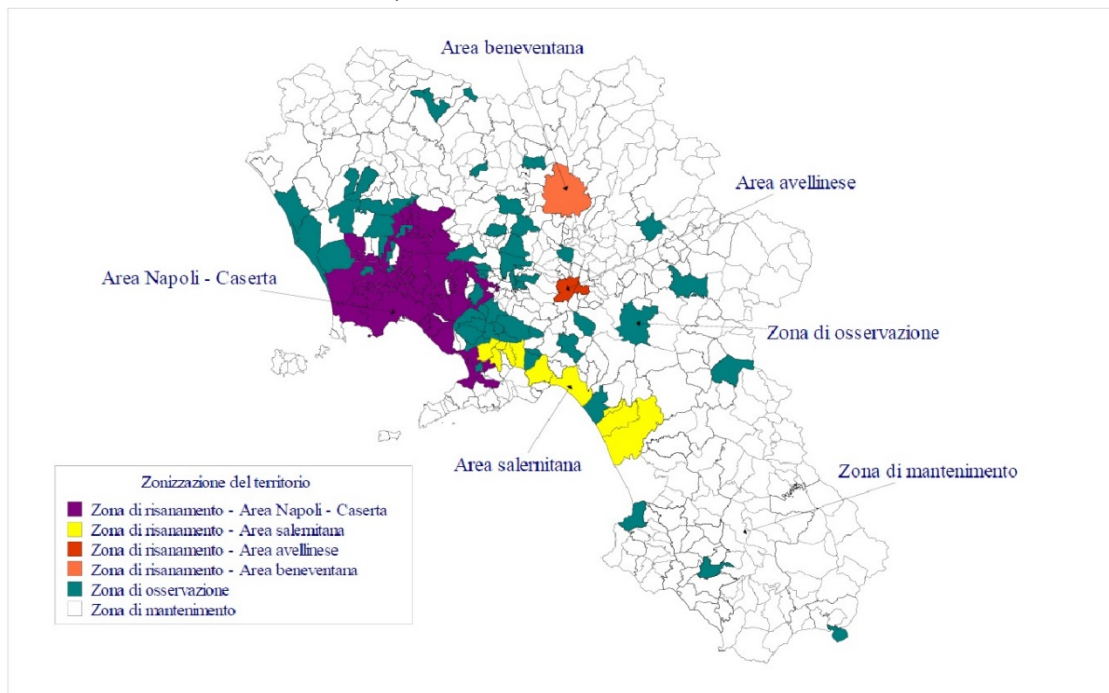 Area beneventana
Area avellinese
Area Napoli - Caserta
Zona di osservazione
Area salernitana
Zona di mantenimento
Zonizzazione del territorio
Zona di risanamento - Area Napoli - Caserta
Zona di risanamento - Area salernitana
Zona di risanamento - Area avellinese
Zona di risanamento - Area beneventana
Zona di osservazione
Zona di mantenimento